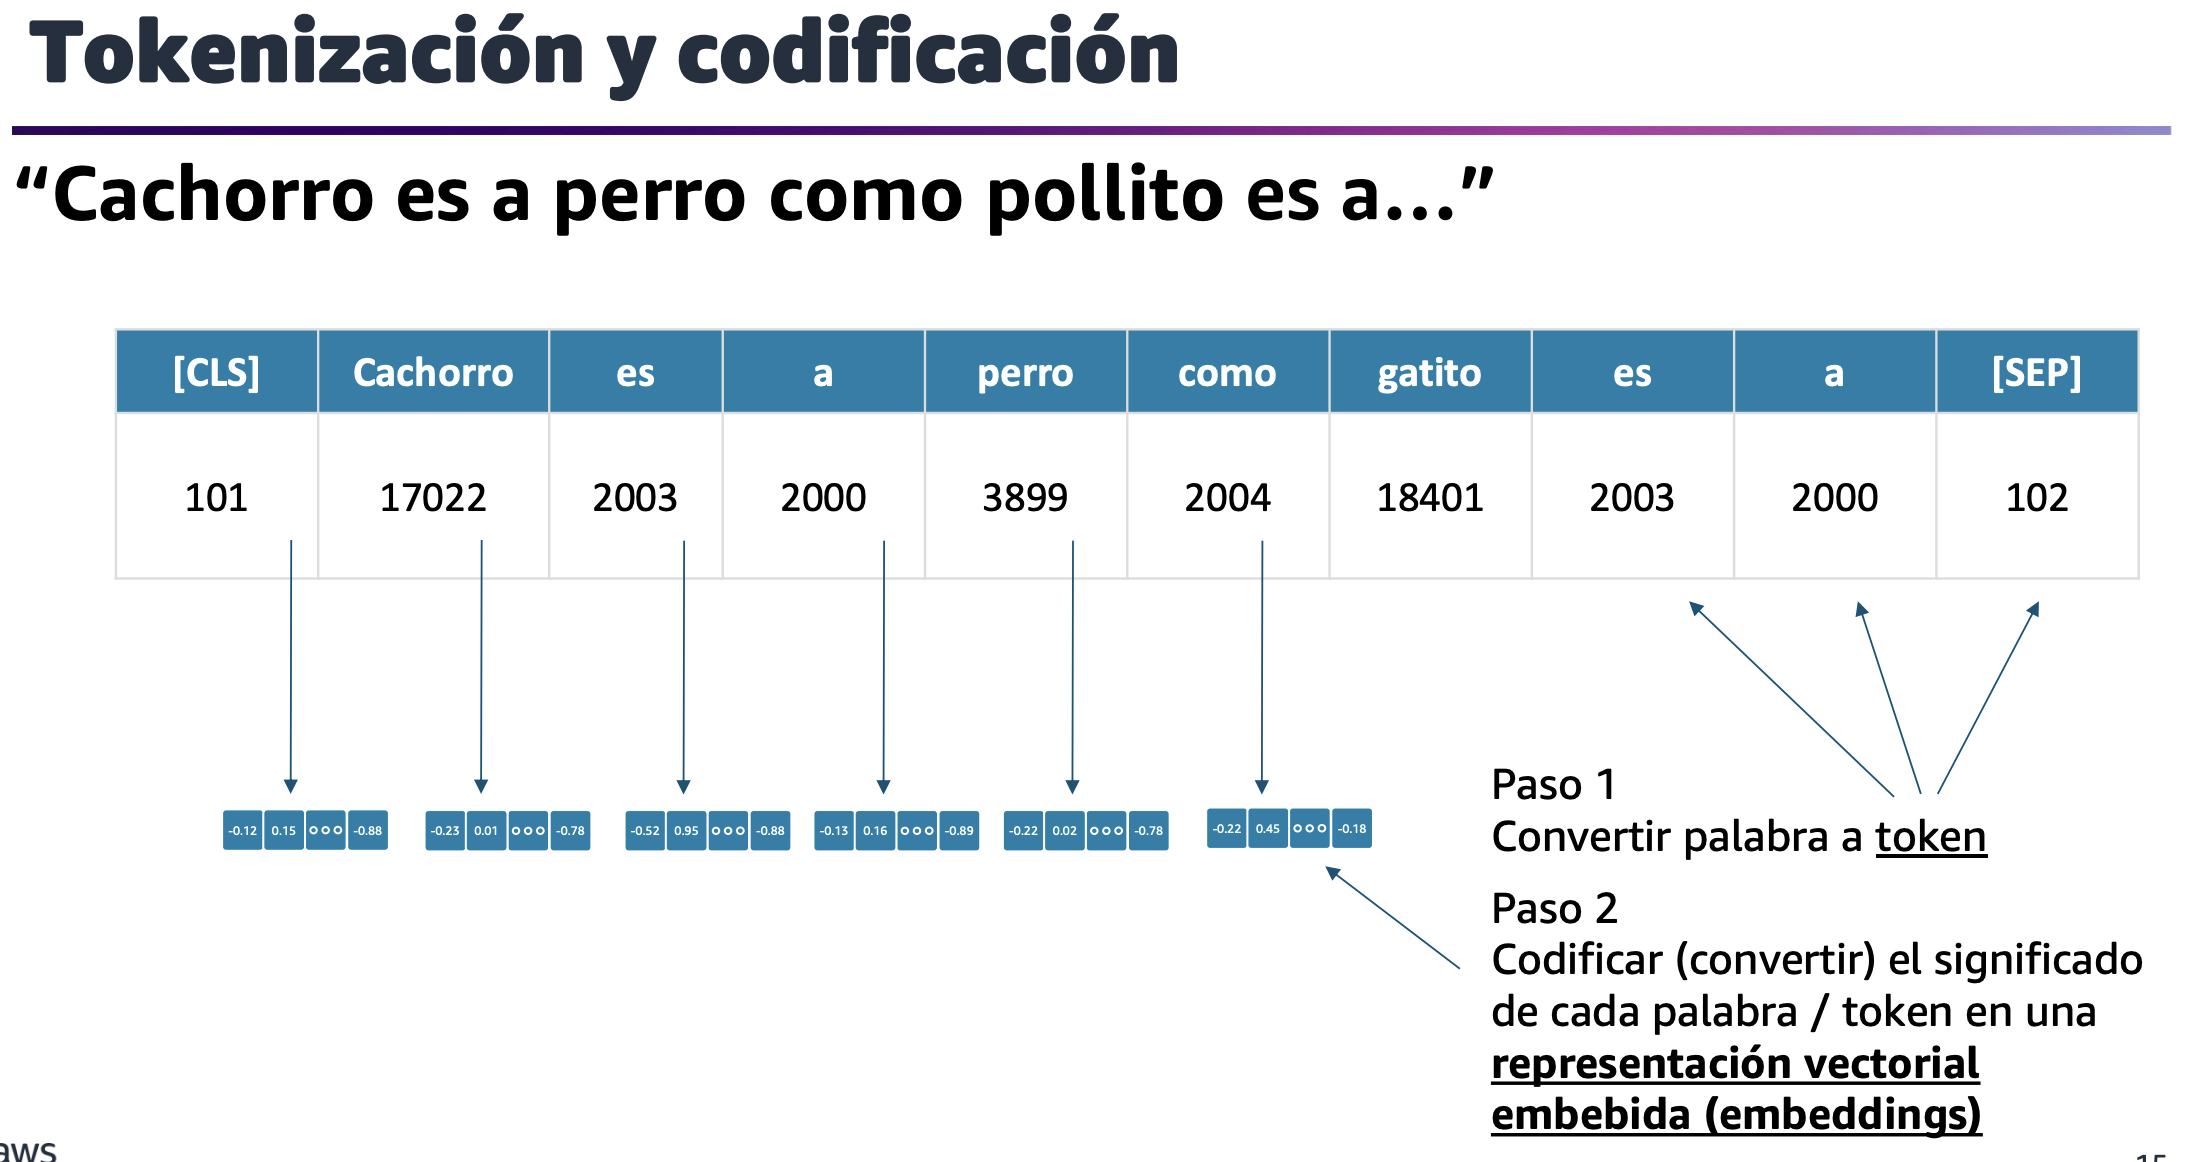 Tokenización y codificación
“Cachorro es a perro como pollito es a...”
[CLS] Cachorro es a perro como gatito es a [SEP]
101 17022 2003 2000 3899 2004 18401 2003 2000 102
-0.12 0.15 ooo -0.88 -0.23 0.01 ooo -0.78 -0.52 0.95 ooo -0.88 -0.13 0.16 ooo -0.89 -0.22 0.02 ooo -0.78 -0.22 0.45 ooo -0.18
Paso 1
Convertir palabra a token
Paso 2
Codificar (convertir) el significado
de cada palabra / token en una
representación vectorial
embebida (embeddings)
aws
15